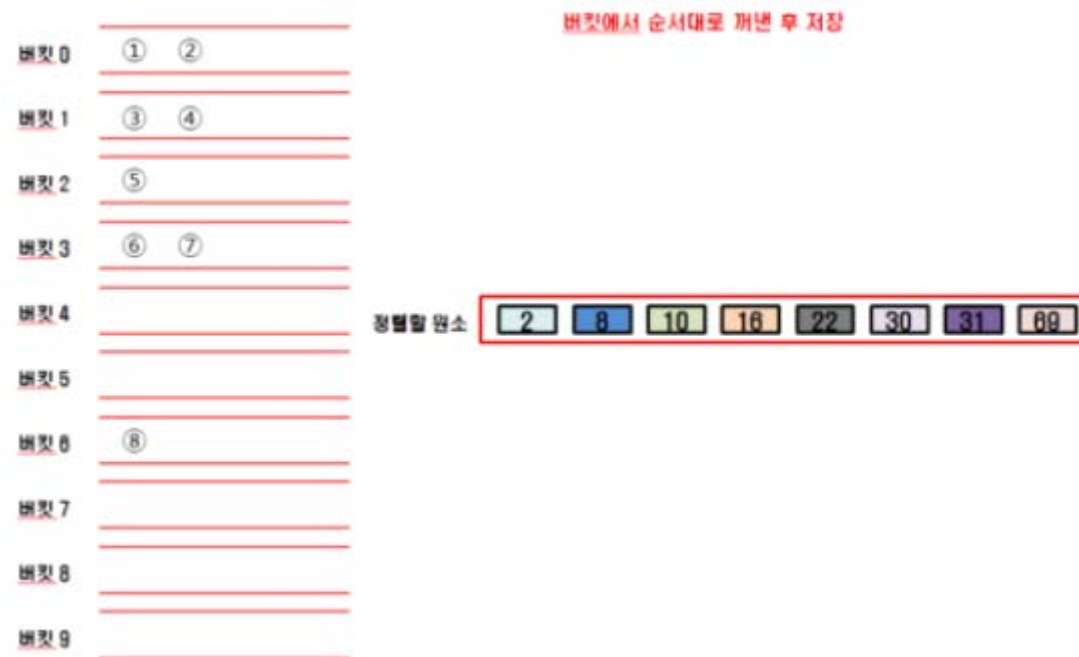 버킷에서 순서대로 꺼낸 후 저장
버킷 0 ① ②
버킷 1 ③ ④
버킷 2 ⑤
버킷 3 ⑥ ⑦
버킷 4
정렬할 원소 2 8 10 16 22 30 31 69
버킷 5
버킷 6 ⑧
버킷 7
버킷 8
버킷 9